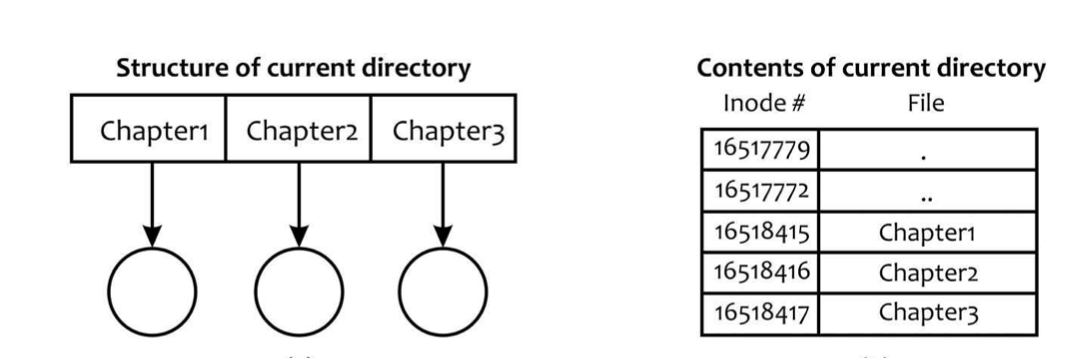 Structure of current directory
Chapter1 Chapter2 Chapter3
Contents of current directory
Inode # File
16517779 .
16517772 ..
16518415 Chapter1
16518416 Chapter2
16518417 Chapter3